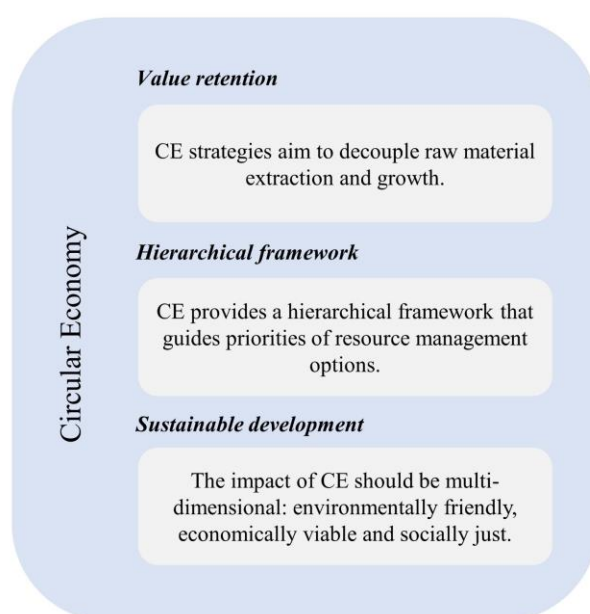 Circular Economy
Value retention
CE strategies aim to decouple raw material
extraction and growth.
Hierarchical framework
CE provides a hierarchical framework that
guides priorities of resource management
options.
Sustainable development
The impact of CE should be multi-
dimensional: environmentally friendly,
economically viable and socially just.